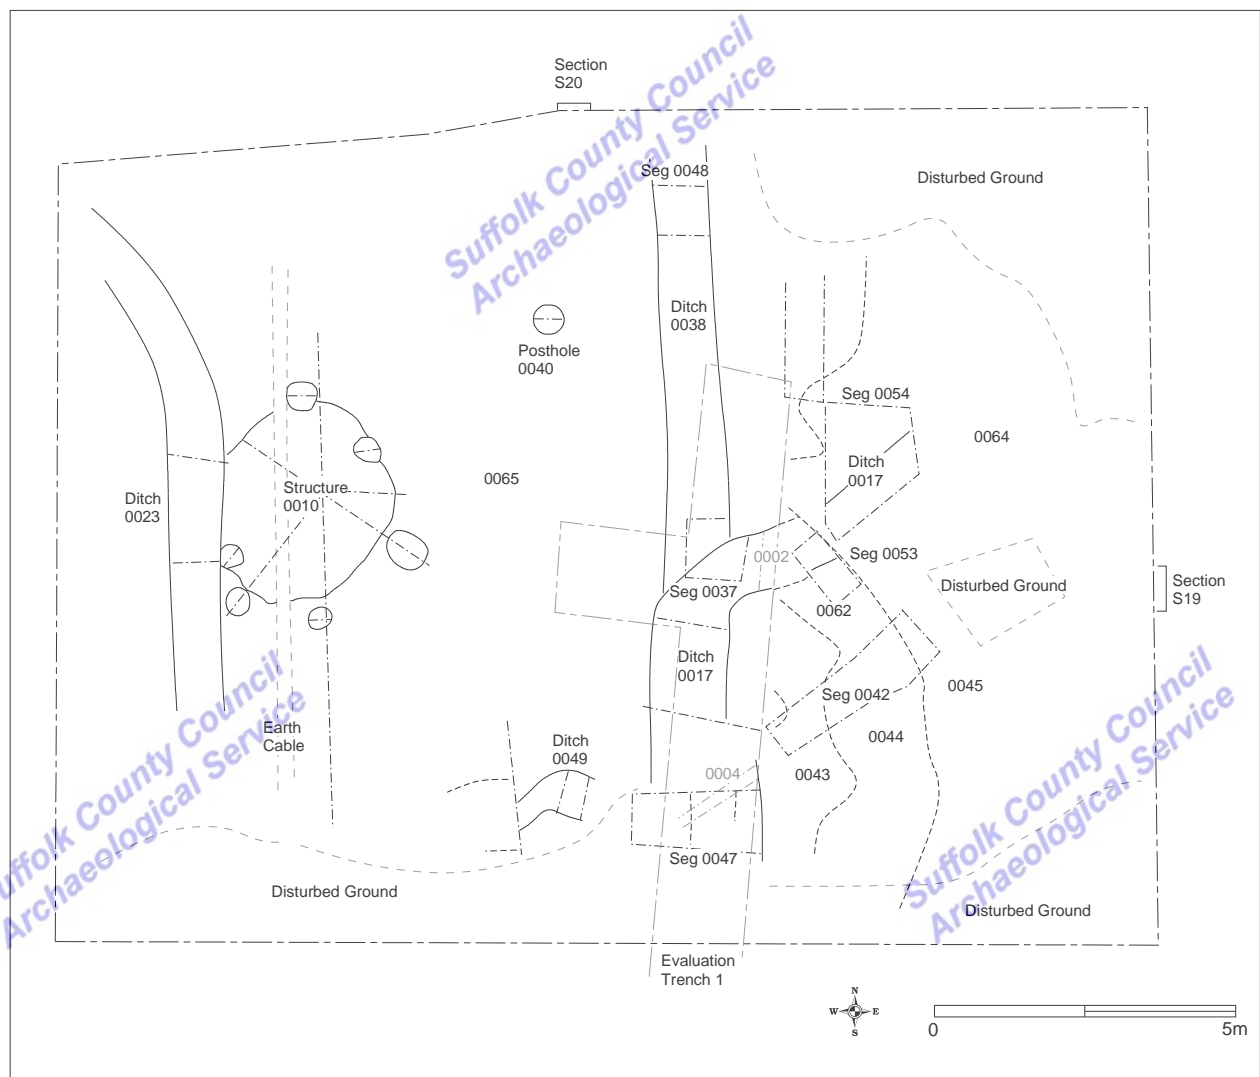 Section
S20
Suffolk County Council
Archaeological Service
Seg 0048
Disturbed Ground
Ditch
0038
Posthole
0040
Seg 0054
0064
Ditch
0017
0065
Structure
0010
Ditch
0023
0002
Seg 0053
Disturbed Ground
Section
S19
Seg 0037
0062
Ditch
0017
Seg 0042
0045
0044
Suffolk County Council
Archaeological Service
Earth
Cable
Ditch
0049
0004
0043
Suffolk County Council
Archaeological Service
Seg 0047
Disturbed Ground
Disturbed Ground
Evaluation
Trench 1
N
W E
S
0 5m